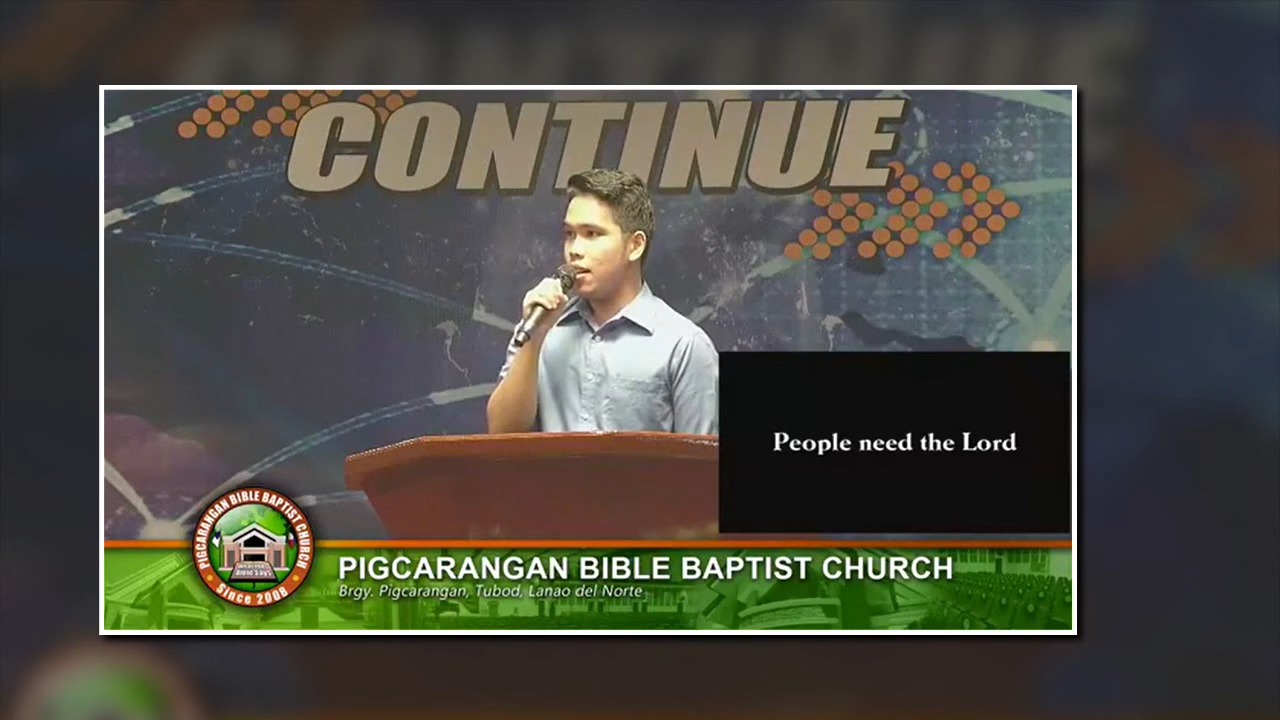 CONTINUE
People need the Lord
PIGCARANGAN BIBLE BAPTIST CHURCH
Since 2008
PIGCARANGAN BIBLE BAPTIST CHURCH
Brgy. Pigcarangan, Tubod, Lanao del Norte